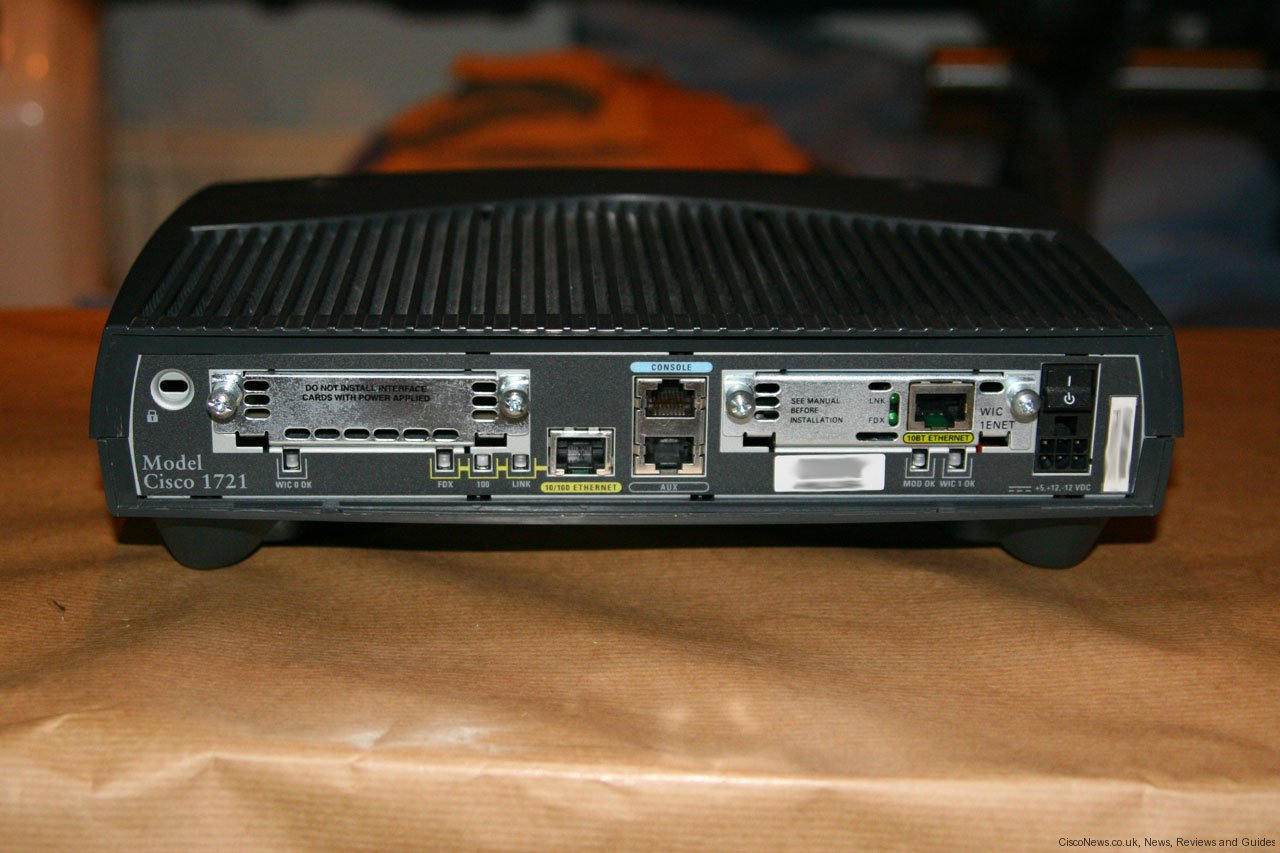 DO NOT INSTALL INTERFACE
CARDS WITH POWER APPLIED
Model
Cisco 1721
WIC 0 OK
FDX
100
LINK
10/100 ETHERNET
CONSOLE
AUX
SEE MANUAL
BEFORE
INSTALLATION
LNK
FDX
10BT ETHERNET
WIC
1ENET
MOD OK
WIC 1 OK
+5,+12,-12 VDC
CiscoNews.co.uk, News, Reviews and Guides